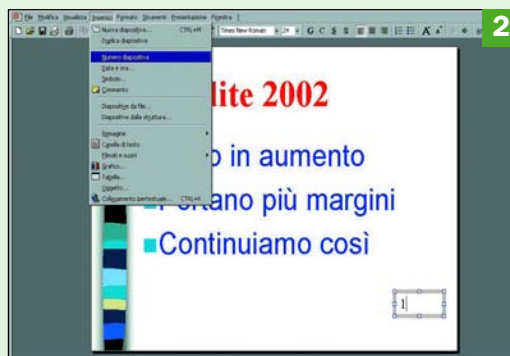 File Modifica Visualizza Inserisci Formato Strumenti Presentazione Finestra ?
2
Nuova diapositiva... CTRL+M
Duplica diapositiva
Numero diapositiva
Data e ora...
Simbolo...
Commento
Diapositive da file...
Diapositive dalla struttura...
Immagine
Casella di testo
Filmati e suoni
Grafico...
Tabella...
Oggetto...
Collegamento ipertestuale... CTRL+K
Times New Roman 24 G C S S
lite 2002
o in aumento
ano più margini
Continuiamo così
1